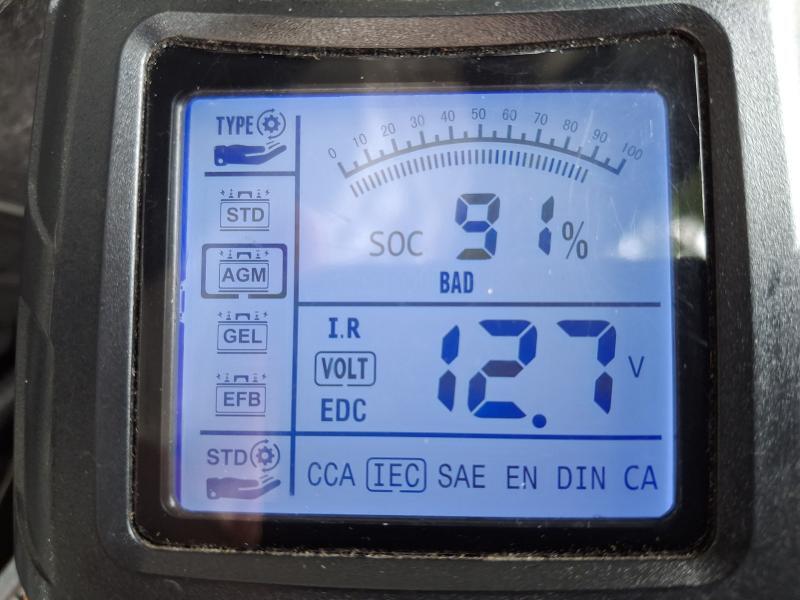 TYPE
0 10 20 30 40 50 60 70 80 90 100
STD
AGM
SOC 91%
BAD
GEL
EFB
I.R
VOLT
EDC
12.7 V
STD
CCA IEC SAE EN DIN CA